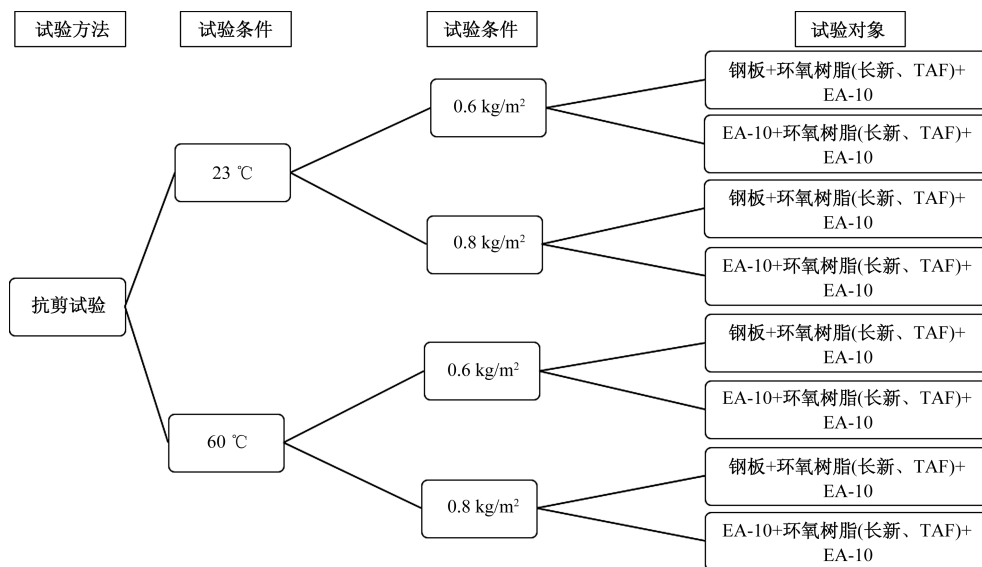 试验方法
试验条件
试验条件
试验对象
抗剪试验
23 ℃
60 ℃
0.6 kg/m²
0.8 kg/m²
0.6 kg/m²
0.8 kg/m²
钢板+环氧树脂(长新、TAF)+
EA-10
EA-10+环氧树脂(长新、TAF)+
EA-10
钢板+环氧树脂(长新、TAF)+
EA-10
EA-10+环氧树脂(长新、TAF)+
EA-10
钢板+环氧树脂(长新、TAF)+
EA-10
EA-10+环氧树脂(长新、TAF)+
EA-10
钢板+环氧树脂(长新、TAF)+
EA-10
EA-10+环氧树脂(长新、TAF)+
EA-10